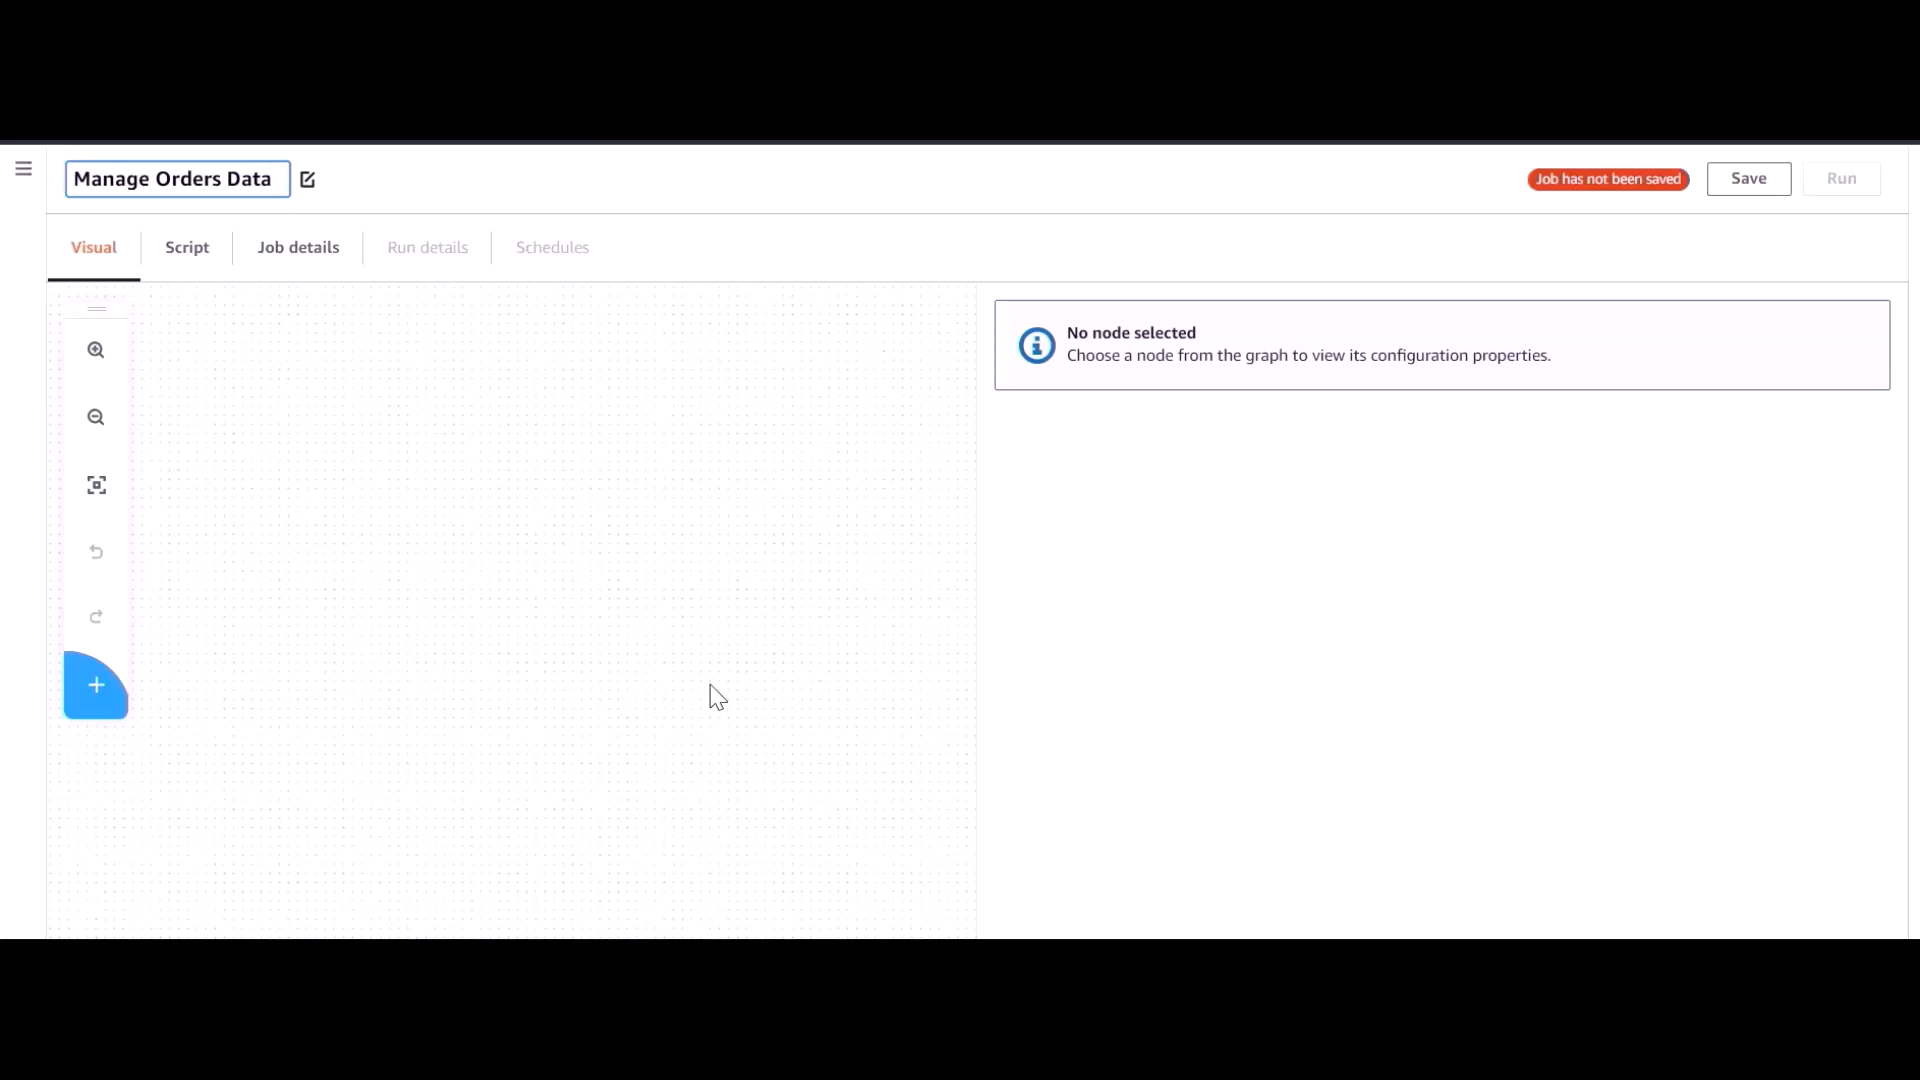 Manage Orders Data
Job has not been saved
Save
Run
Visual
Script
Job details
Run details
Schedules
No node selected
Choose a node from the graph to view its configuration properties.